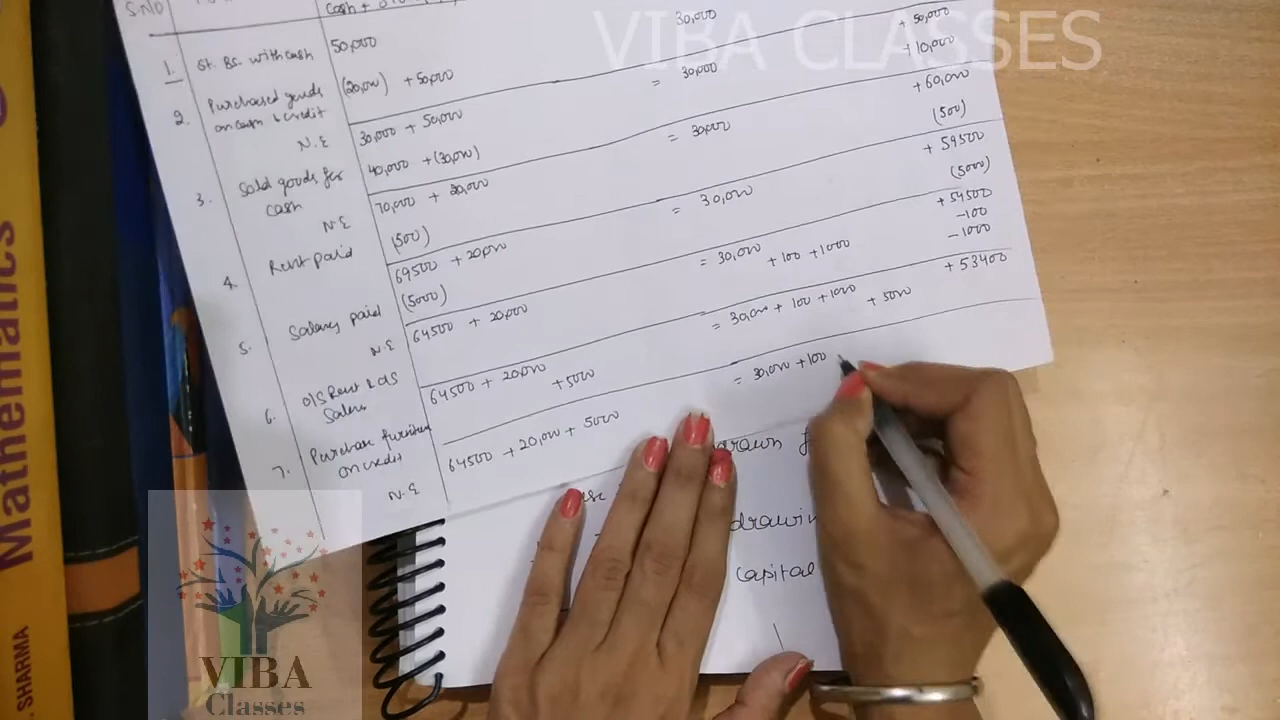 S.NO
Cash +
VIBA CLASSES
1. St. Bs. with cash 50,000 30,000 + 50,000
2. Purchased goods on cash & credit (20,000) + 50,000 +10,000
N.E 30,000 + 50,000 = 30,000 + 60,000
3. Sold goods for cash 40,000 + (30,000) (500)
N.E 70,000 + 20,000 = 30,000 + 59500
4. Rent paid (500) (5000)
69500 + 20,000 = 30,000 + 54500
5. Salary paid (5000) -100
-1000
N.E 64500 + 20,000 = 30,000 + 100 + 1000 + 53400
6. O/S Rent & O/S Salary
64500 + 20,000 = 30,000 + 100 + 1000
7. Purchase furniture on credit + 5000 + 5000
N.E 64500 + 20,000 + 5000 = 30,000 + 100
drawn
drawin
capital
Mathematics
. SHARMA
VIBA
Classes